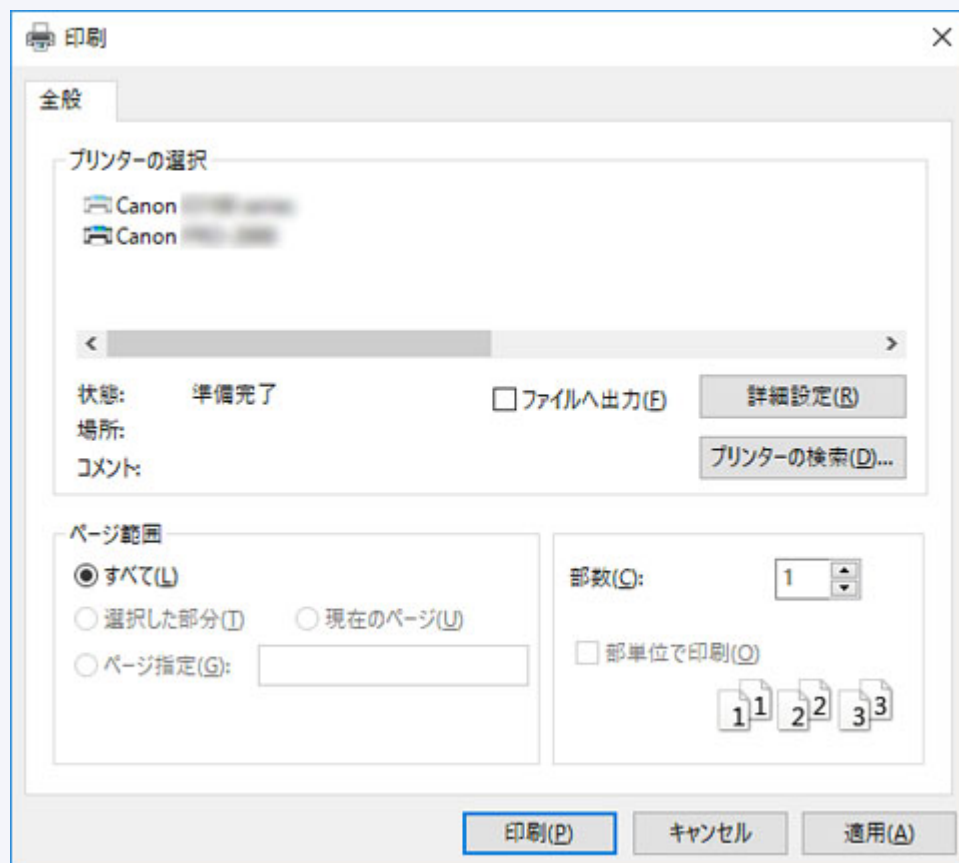 印刷
全般
プリンターの選択
Canon
Canon
状態: 準備完了
ファイルへ出力(F)
詳細設定(R)
場所:
プリンターの検索(D)...
コメント:
ページ範囲
すべて(L)
選択した部分(T) 現在のページ(U)
ページ指定(G):
部数(C): 1
部単位で印刷(O)
1 1 2 2 3 3
印刷(P) キャンセル 適用(A)